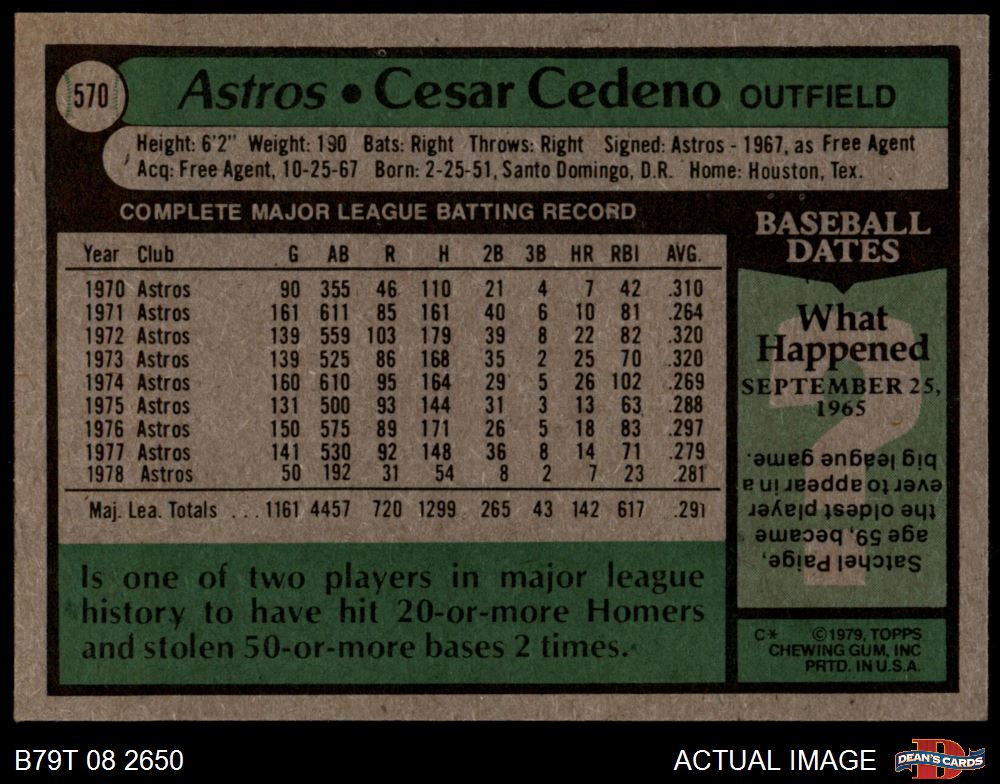 570
Astros • Cesar Cedeno OUTFIELD
Height: 6'2" Weight: 190 Bats: Right Throws: Right Signed: Astros - 1967, as Free Agent
Acq: Free Agent, 10-25-67 Born: 2-25-51, Santo Domingo, D.R. Home: Houston, Tex.
COMPLETE MAJOR LEAGUE BATTING RECORD
Year Club G AB R H 2B 3B HR RBI AVG.
1970 Astros 90 355 46 110 21 4 7 42 .310
1971 Astros 161 611 85 161 40 6 10 81 .264
1972 Astros 139 559 103 179 39 8 22 82 .320
1973 Astros 139 525 86 168 35 2 25 70 .320
1974 Astros 160 610 95 164 29 5 26 102 .269
1975 Astros 131 500 93 144 31 3 13 63 .288
1976 Astros 150 575 89 171 26 5 18 83 .297
1977 Astros 141 530 92 148 36 8 14 71 .279
1978 Astros 50 192 31 54 8 2 7 23 .281
Maj. Lea. Totals ... 1161 4457 720 1299 265 43 142 617 .291
Is one of two players in major league
history to have hit 20-or-more Homers
and stolen 50-or-more bases 2 times.
BASEBALL
DATES
What
Happened
SEPTEMBER 25,
1965
?
Satchel Paige,
age 59, became
the oldest player
ever to appear in a
big league game.
C* ©1979, TOPPS
CHEWING GUM, INC
PRTD. IN U.S.A.
B79T 08 2650
ACTUAL IMAGE
D
DEAN'S CARDS